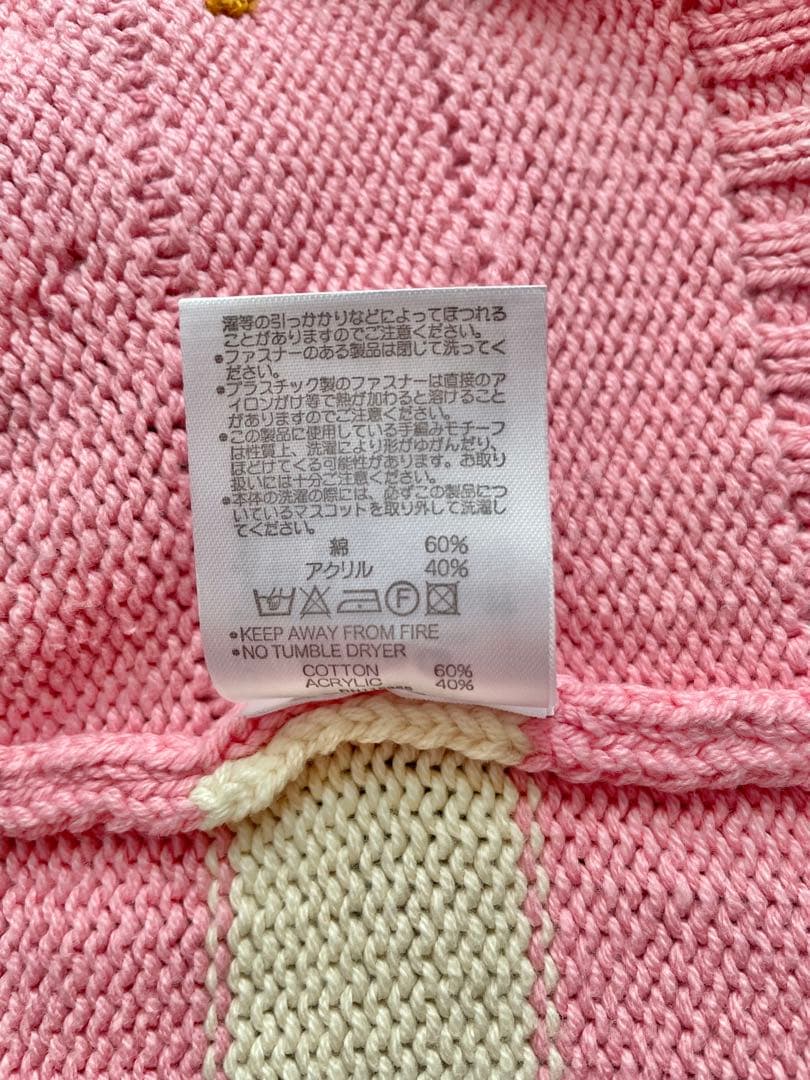 濯等の引っかかりなどによってほつれる
ことがありますのでご注意ください。
●ファスナーのある製品は閉じて洗ってく
ださい。
●プラスチック製のファスナーは直接のア
イロンがけ等で熱が加わると溶けること
がありますのでご注意ください。
●この製品に使用している手編みモチーフ
は性質上、洗濯により形がゆがんだり、
ほどけてくる可能性があります。お取り
扱いには十分ご注意ください。
●本体の洗濯の際には、必ずこの製品につ
いているマスコットを取り外して洗濯し
てください。
綿 60%
アクリル 40%
F
●KEEP AWAY FROM FIRE
●NO TUMBLE DRYER
COTTON 60%
ACRYLIC 40%